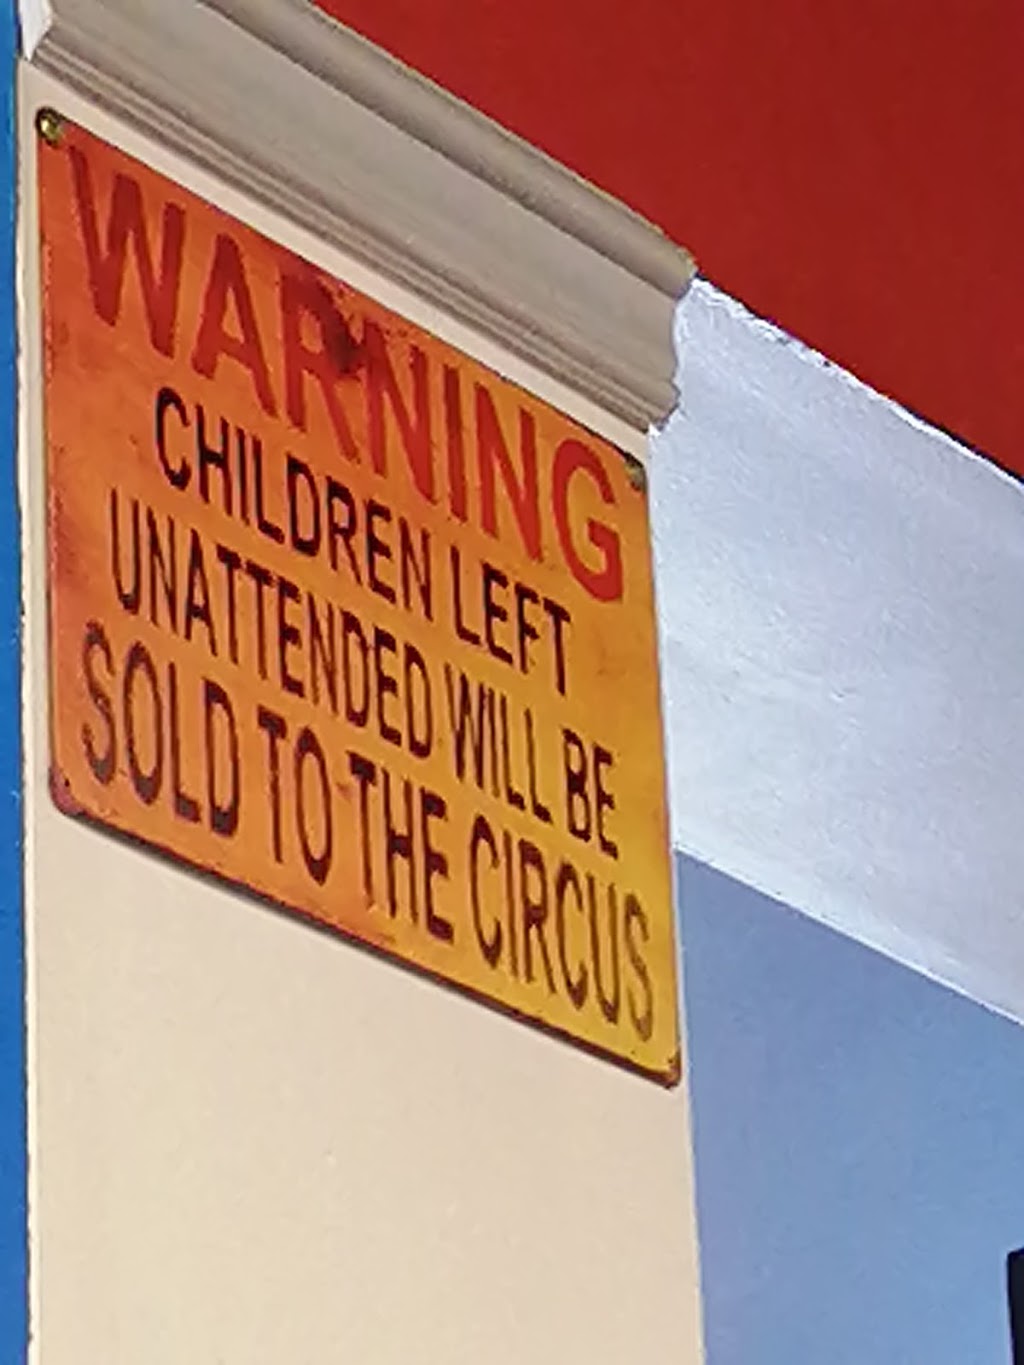 WARNING
CHILDREN LEFT
UNATTENDED WILL BE
SOLD TO THE CIRCUS